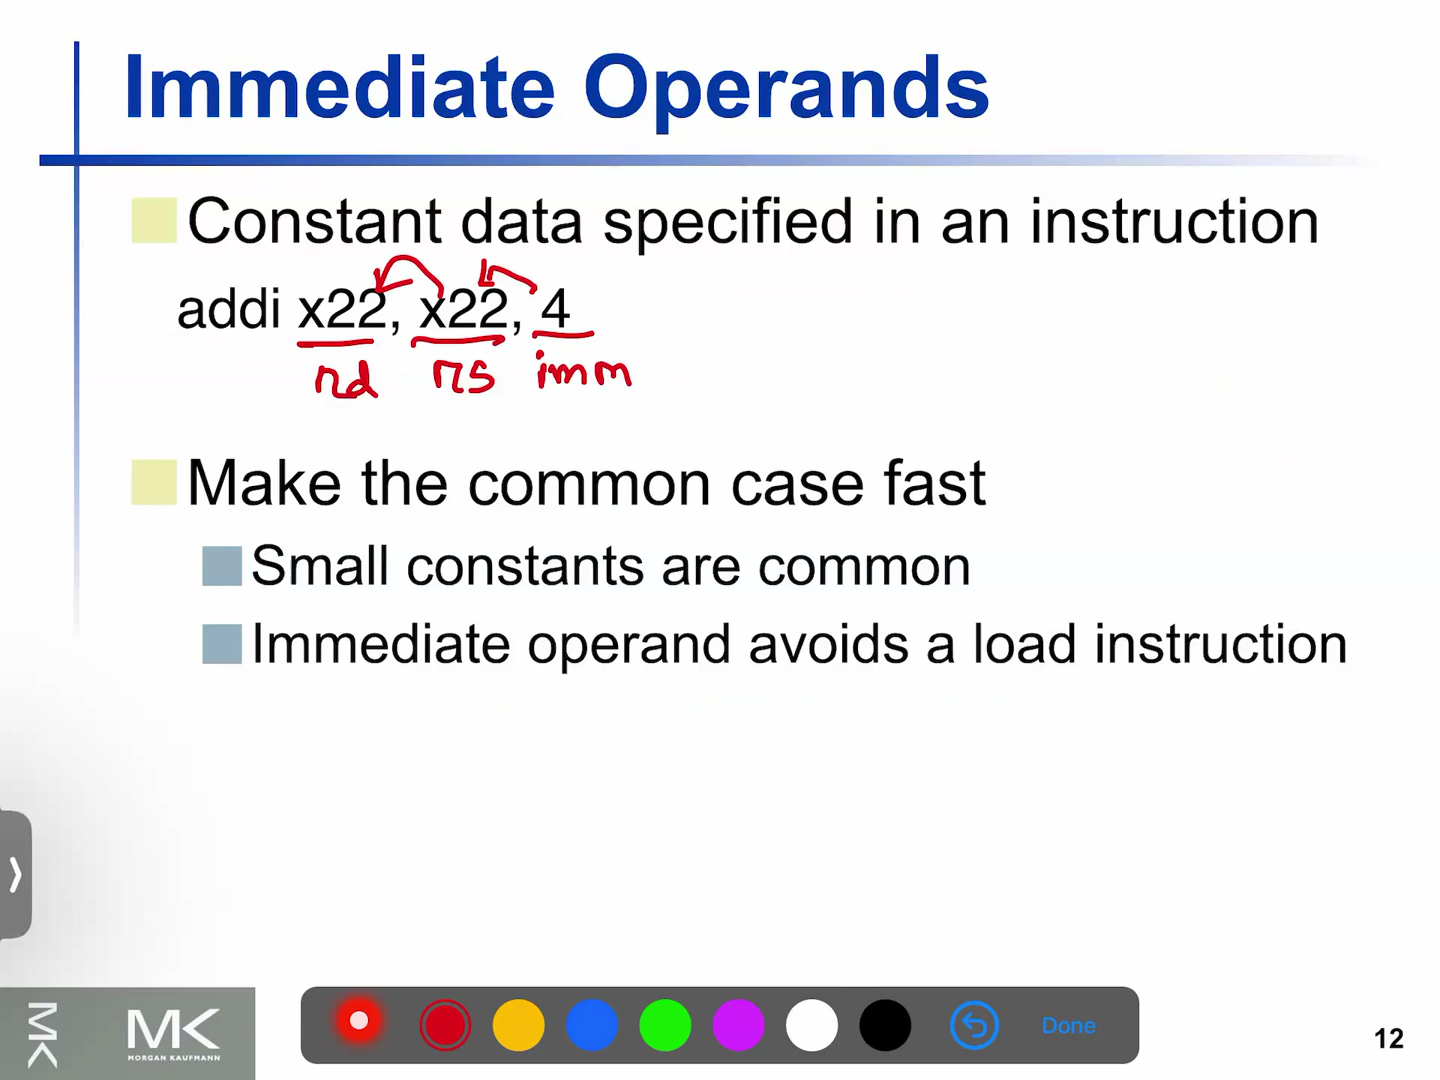 Immediate Operands
Constant data specified in an instruction
addi x22, x22, 4
rd rs imm
Make the common case fast
Small constants are common
Immediate operand avoids a load instruction
MK
MK
MORGAN KAUFMANN
Done
12